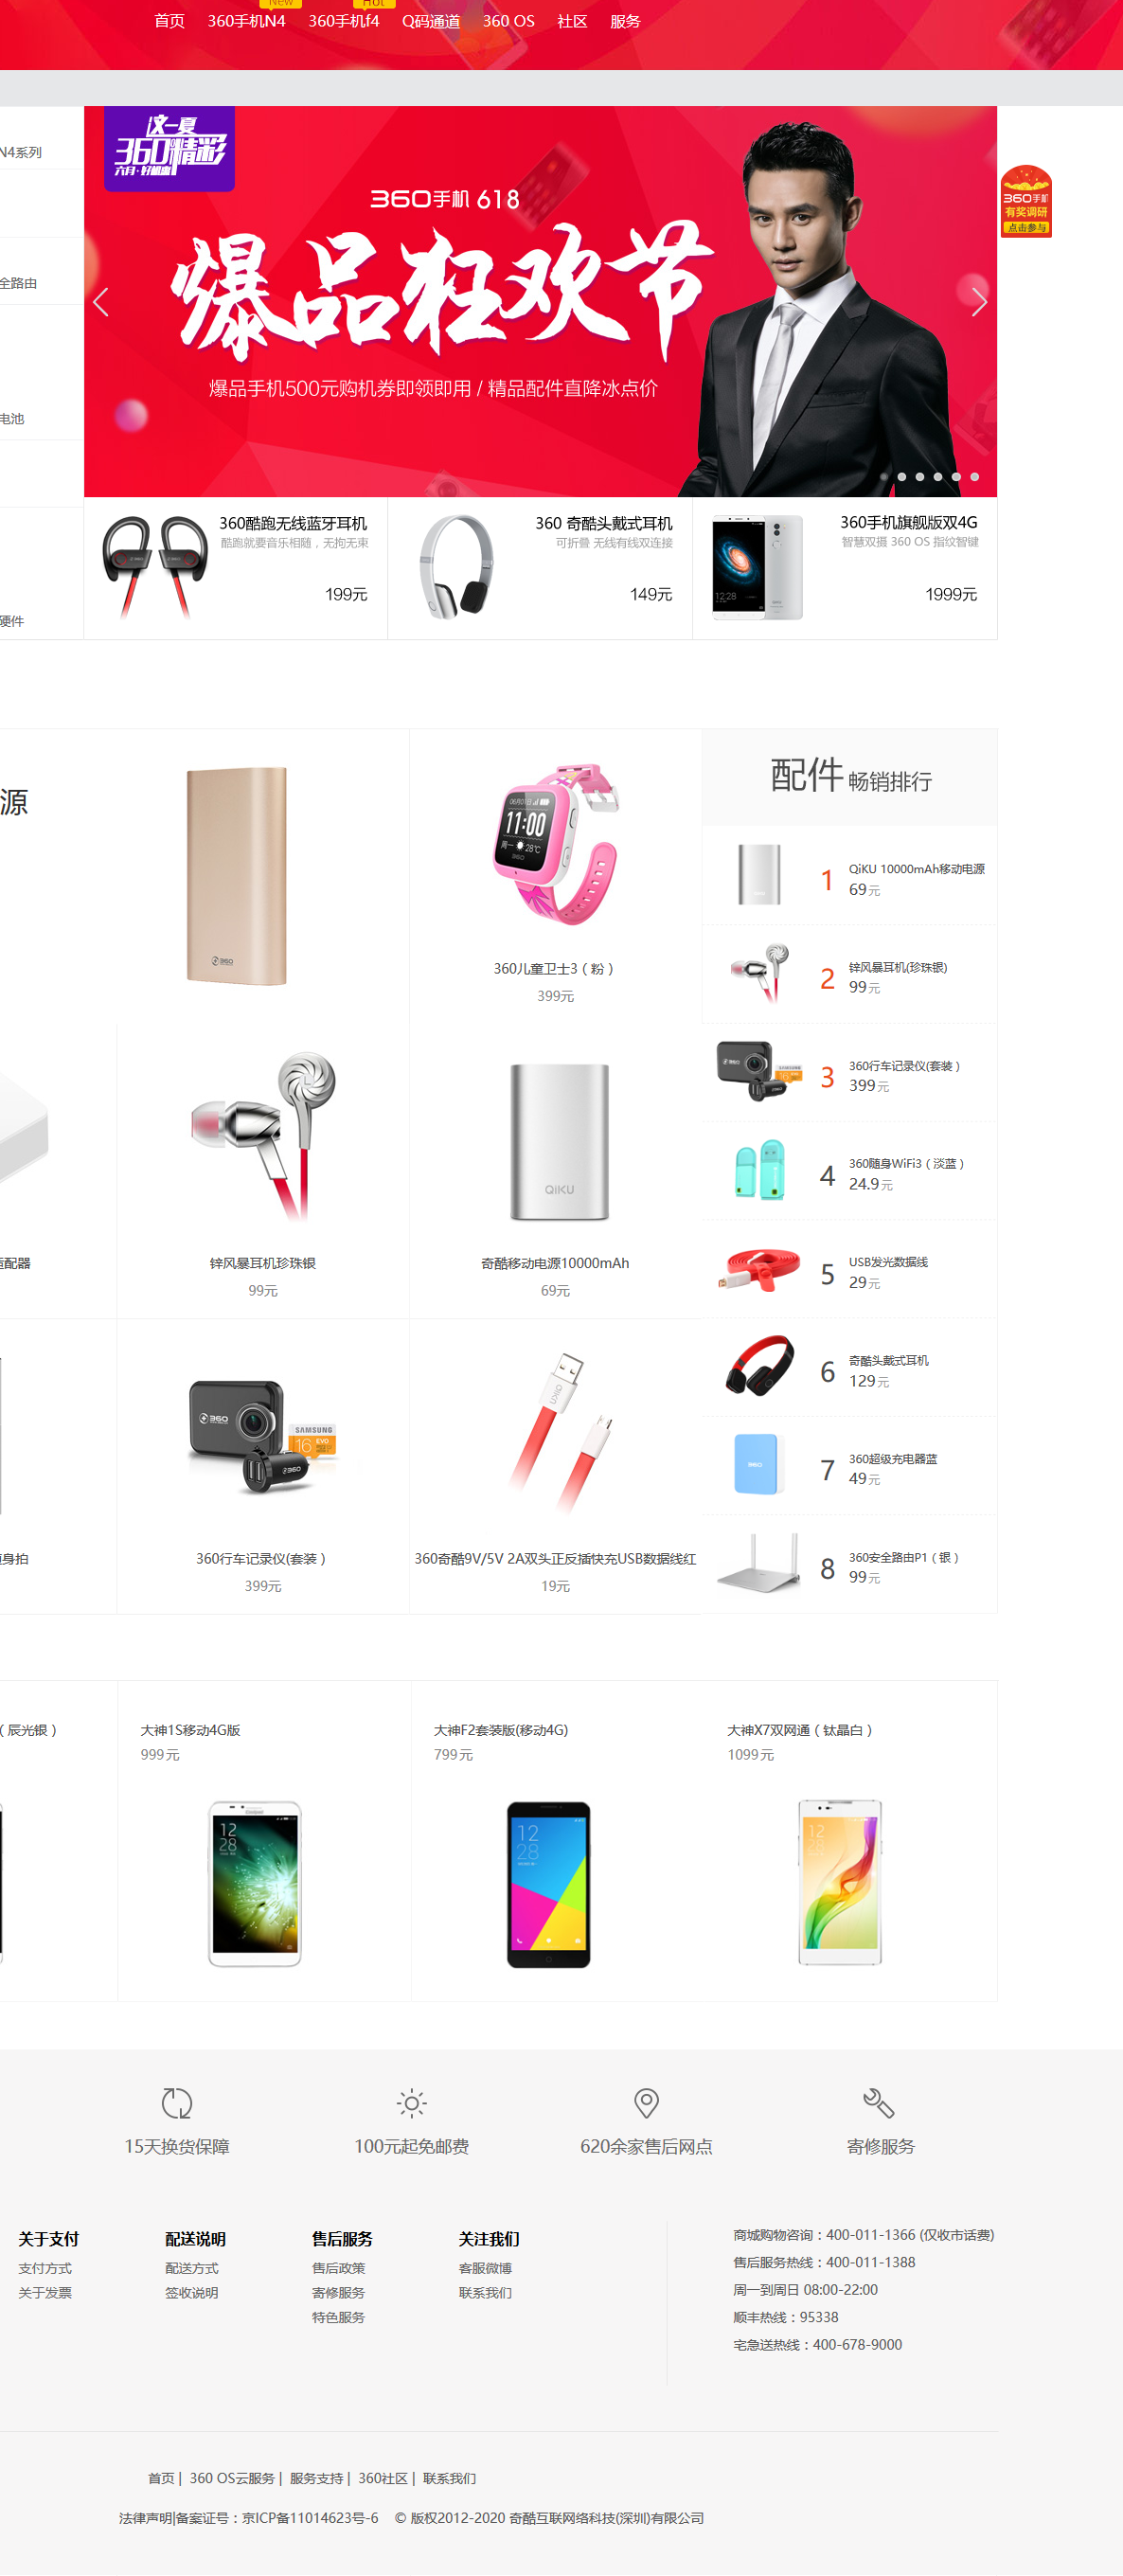 New
Hot
首页 360手机N4 360手机f4 Q码通道 360 OS 社区 服务
N4系列
全路由
电池
硬件
这一夏
360精彩
六月·好机惠
360手机 618
爆品狂欢节
爆品手机500元购机券即领即用 / 精品配件直降冰点价
360手机
有奖调研
点击参与
360酷跑无线蓝牙耳机
酷跑就要音乐相随，无拘无束
199元
360 奇酷头戴式耳机
可折叠 无线有线双连接
149元
360手机旗舰版双4G
智慧双摄 360 OS 指纹智键
1999元
12:28
源
360
06月01日
11:00
周一 28℃
360
360儿童卫士3（粉）
399元
配件 畅销排行
1 QiKU 10000mAh移动电源
69元
2 锌风暴耳机(珍珠银)
99元
3 360行车记录仪(套装）
399元
4 360随身WiFi3（淡蓝）
24.9元
5 USB发光数据线
29元
6 奇酷头戴式耳机
129元
7 360超级充电器蓝
49元
8 360安全路由P1（银）
99元
适配器
锌风暴耳机珍珠银
99元
QiKU
奇酷移动电源10000mAh
69元
随身拍
360
SAMSUNG
16 EVO
360
360行车记录仪(套装）
399元
QiKU
360奇酷9V/5V 2A双头正反插快充USB数据线红
19元
（辰光银）
大神1S移动4G版
999元
12
28
大神F2套装版(移动4G)
799元
12
28
大神X7双网通（钛晶白）
1099元
12
28
15天换货保障
100元起免邮费
620余家售后网点
寄修服务
关于支付
支付方式
关于发票
配送说明
配送方式
签收说明
售后服务
售后政策
寄修服务
特色服务
关注我们
客服微博
联系我们
商城购物咨询：400-011-1366 (仅收市话费)
售后服务热线：400-011-1388
周一到周日 08:00-22:00
顺丰热线：95338
宅急送热线：400-678-9000
首页 | 360 OS云服务 | 服务支持 | 360社区 | 联系我们
法律声明|备案证号：京ICP备11014623号-6 © 版权2012-2020 奇酷互联网络科技(深圳)有限公司